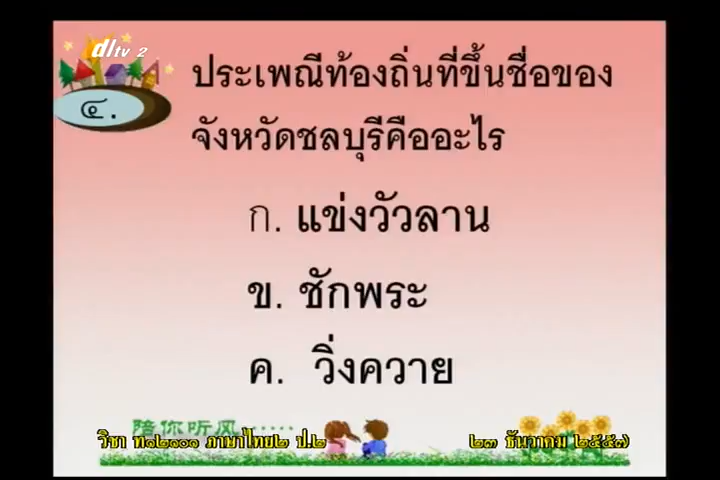 dltv 2
๔.
ประเพณีท้องถิ่นที่ขึ้นชื่อของ
จังหวัดชลบุรีคืออะไร
ก. แข่งวัวลาน
ข. ชักพระ
ค. วิ่งควาย
陪你听风......
วิชา ท๑๒๑๐๑ ภาษาไทย๒ ป.๒
๒๓ ธันวาคม ๒๕๕๗